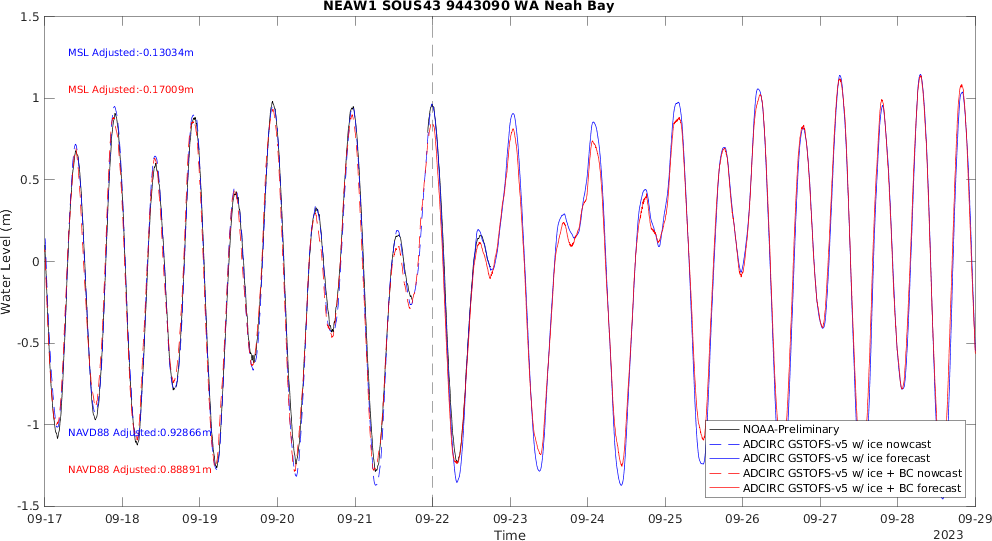 NEAW1 SOUS43 9443090 WA Neah Bay
1.5
1
0.5
0
-0.5
-1
-1.5
Water Level (m)
MSL Adjusted:-0.13034m
MSL Adjusted:-0.17009m
NAVD88 Adjusted:0.92866m
NAVD88 Adjusted:0.88891m
NOAA-Preliminary
ADCIRC GSTOFS-v5 w/ ice nowcast
ADCIRC GSTOFS-v5 w/ ice forecast
ADCIRC GSTOFS-v5 w/ ice + BC nowcast
ADCIRC GSTOFS-v5 w/ ice + BC forecast
09-17 09-18 09-19 09-20 09-21 09-22 09-23 09-24 09-25 09-26 09-27 09-28 09-29
Time
2023